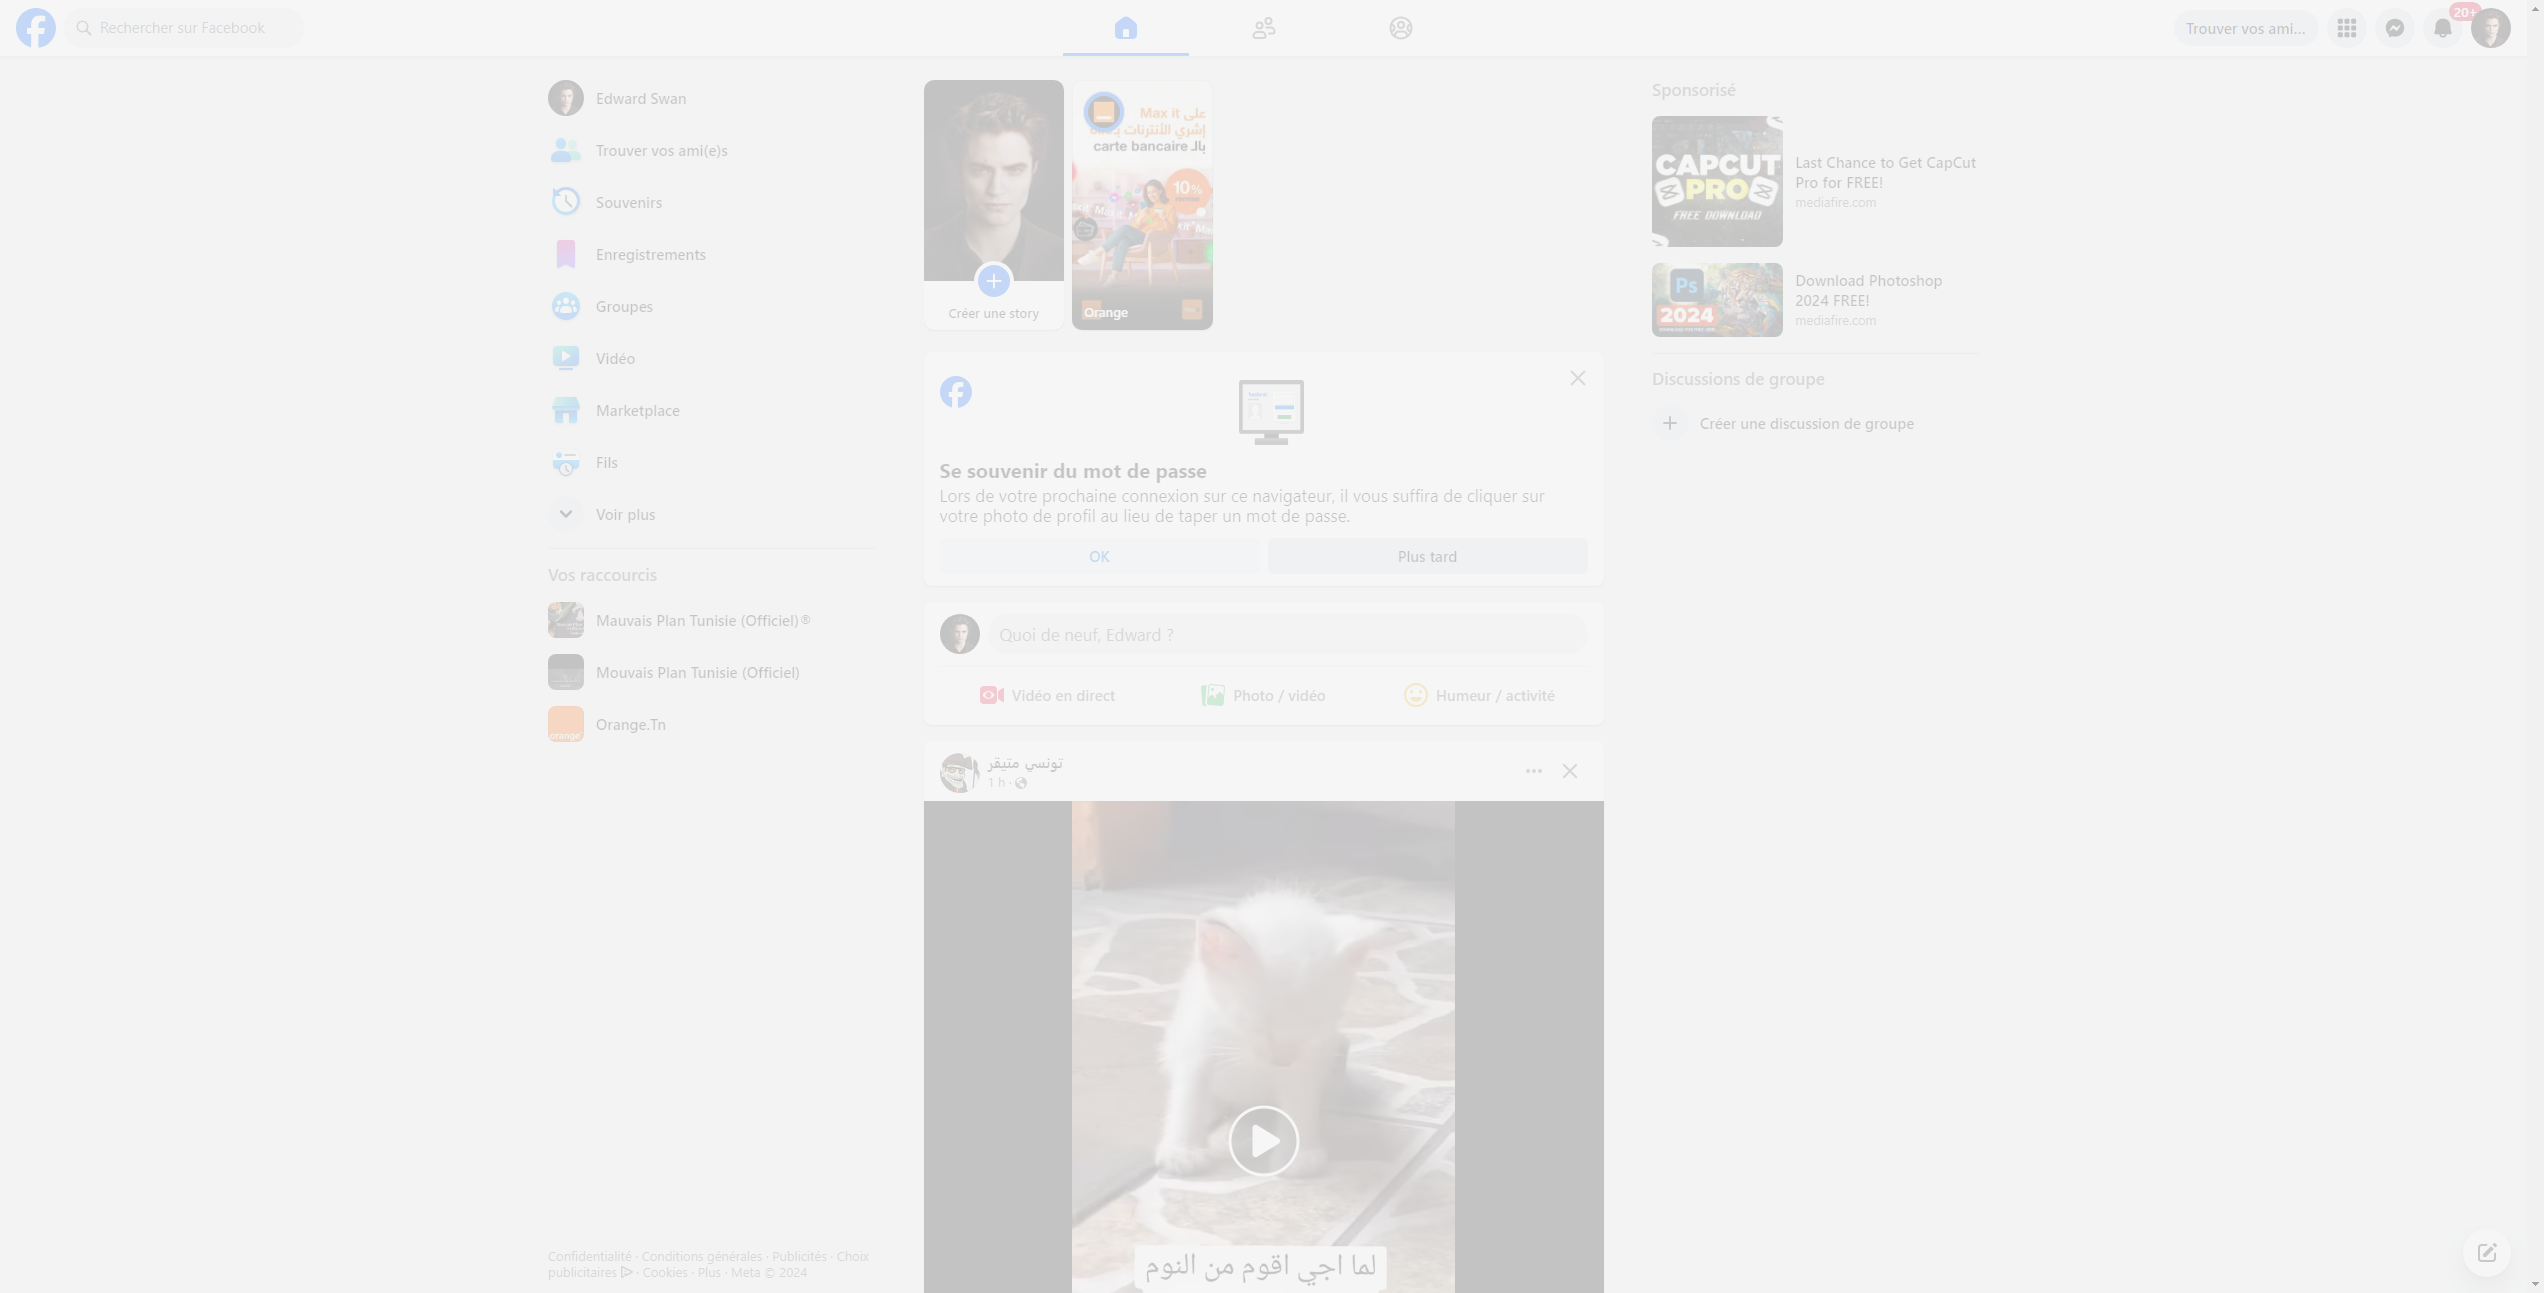 Rechercher sur Facebook
Trouver vos ami...
20+
Edward Swan
Trouver vos ami(e)s
Souvenirs
Enregistrements
Groupes
Vidéo
Marketplace
Fils
Voir plus
Vos raccourcis
Mauvais Plan Tunisie (Officiel)®
Mouvais Plan Tunisie (Officiel)
orange
Orange.Tn
Confidentialité · Conditions générales · Publicités · Choix
publicitaires · Cookies · Plus · Meta © 2024
Créer une story
على Max it
إشري الأنترنات
بالـ carte bancaire
10%
Orange
Se souvenir du mot de passe
Lors de votre prochaine connexion sur ce navigateur, il vous suffira de cliquer sur
votre photo de profil au lieu de taper un mot de passe.
OK
Plus tard
Quoi de neuf, Edward ?
Vidéo en direct
Photo / vidéo
Humeur / activité
تونسي متيقر
1 h ·
لما اجي اقوم من النوم
Sponsorisé
CAPCUT
PRO
FREE DOWNLOAD
Last Chance to Get CapCut
Pro for FREE!
mediafire.com
Ps
2024
Download Photoshop
2024 FREE!
mediafire.com
Discussions de groupe
Créer une discussion de groupe